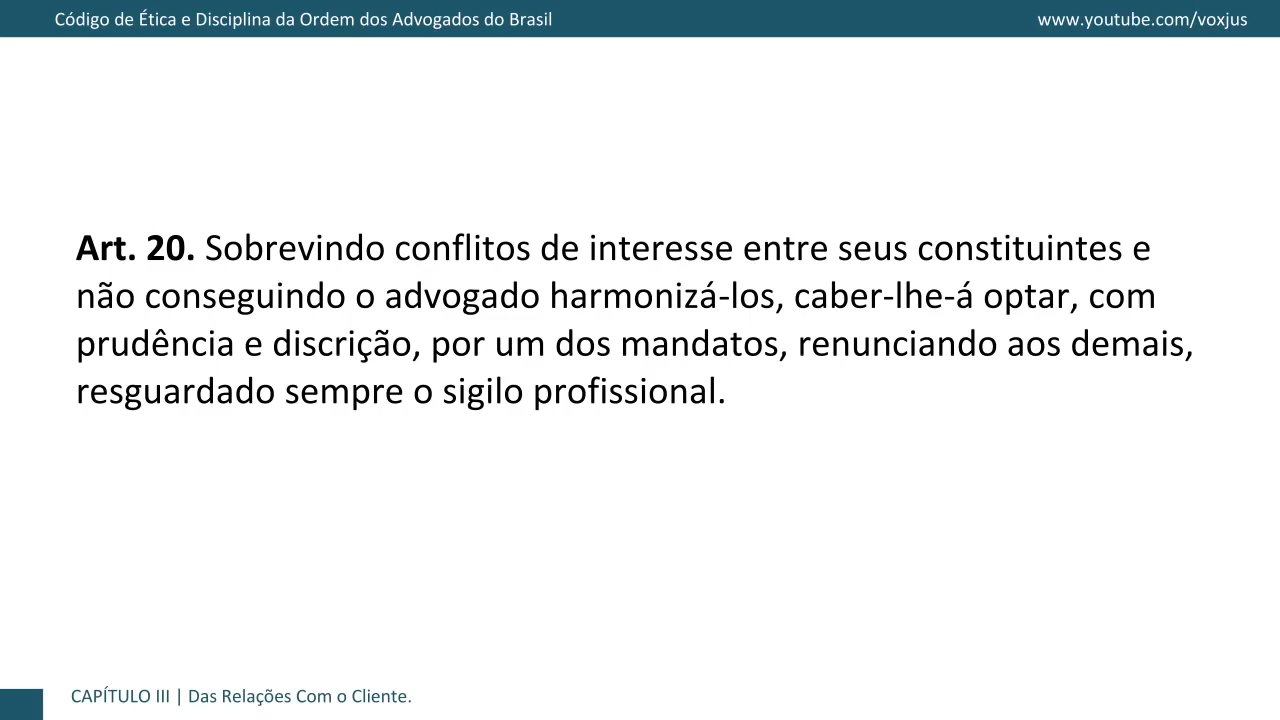 Código de Ética e Disciplina da Ordem dos Advogados do Brasil
www.youtube.com/voxjus
Art. 20. Sobrevindo conflitos de interesse entre seus constituintes e
não conseguindo o advogado harmonizá-los, caber-lhe-á optar, com
prudência e discrição, por um dos mandatos, renunciando aos demais,
resguardado sempre o sigilo profissional.
CAPÍTULO III | Das Relações Com o Cliente.